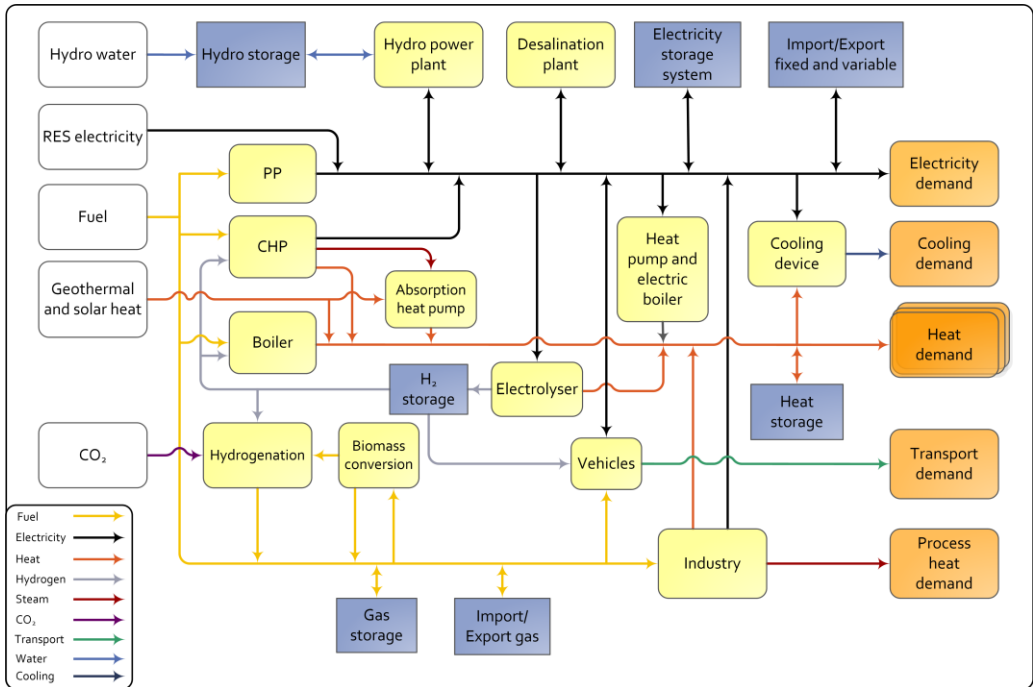 Hydro water
Hydro storage
Hydro power
plant
Desalination
plant
Electricity
storage
system
Import/Export
fixed and variable
RES electricity
PP
Electricity
demand
Fuel
CHP
Heat
pump and
electric
boiler
Cooling
device
Cooling
demand
Geothermal
and solar heat
Absorption
heat pump
Boiler
Heat
demand
H₂
storage
Electrolyser
Heat
storage
CO₂
Hydrogenation
Biomass
conversion
Vehicles
Transport
demand
Fuel
Electricity
Heat
Hydrogen
Steam
CO₂
Transport
Water
Cooling
Industry
Process
heat
demand
Gas
storage
Import/
Export gas